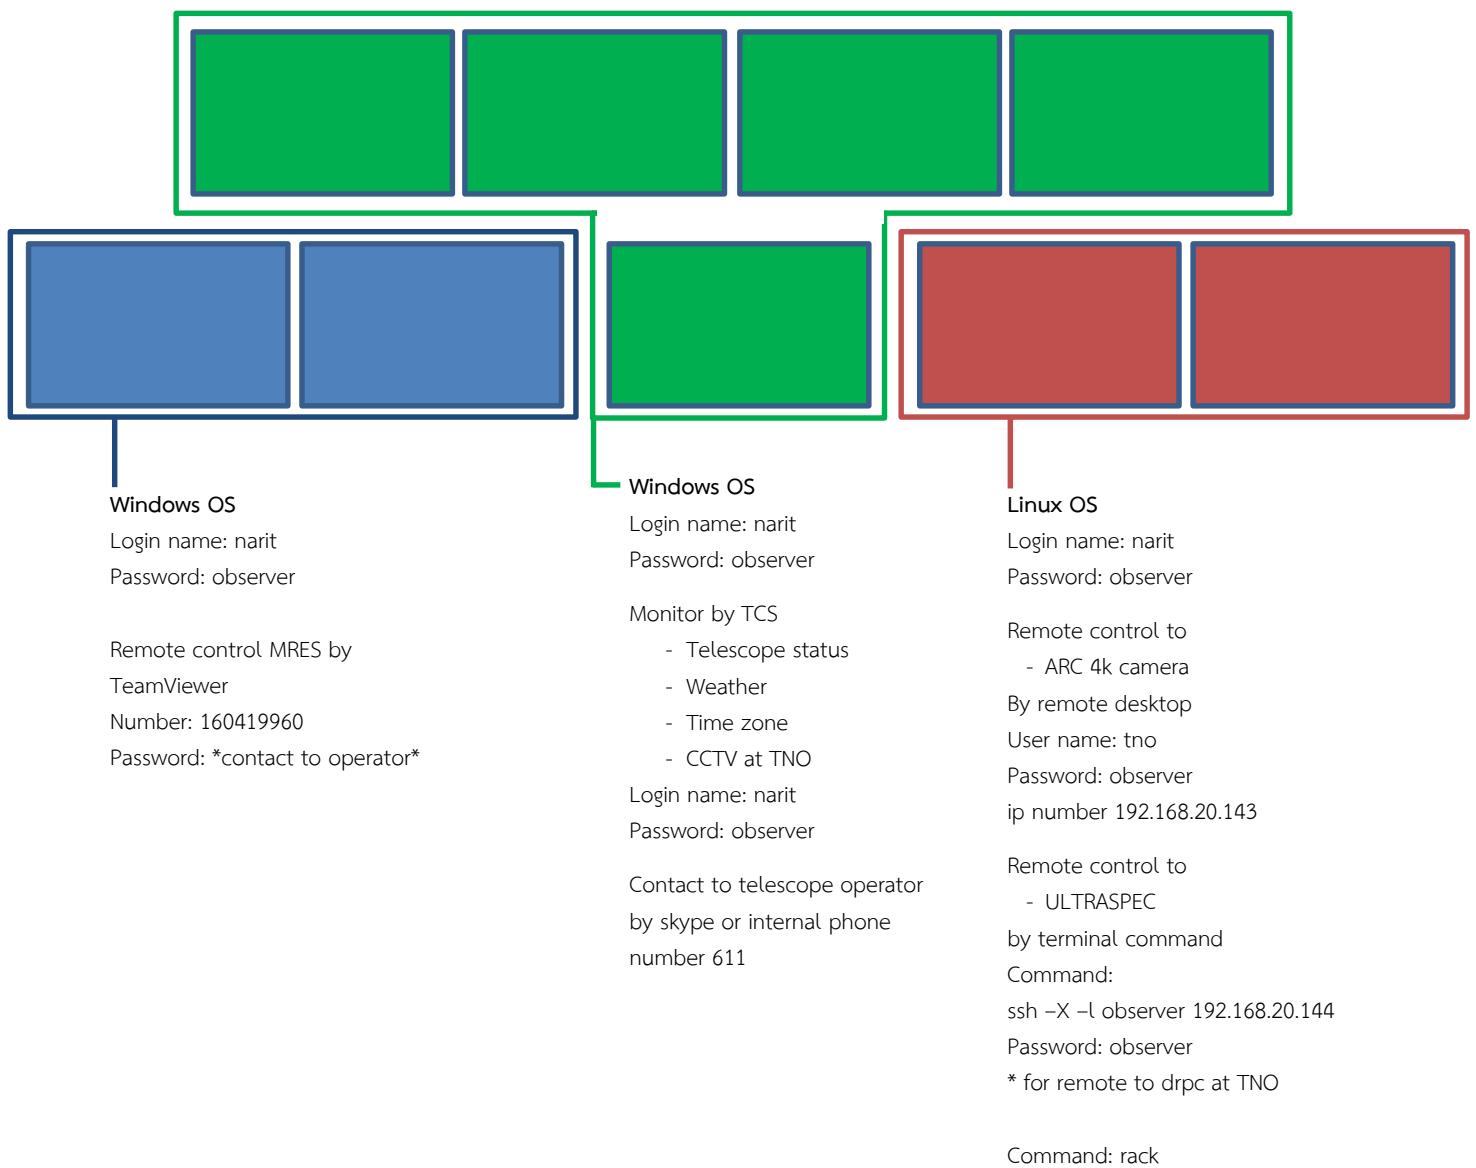 Windows OS
Login name: narit
Password: observer
Remote control MRES by
TeamViewer
Number: 160419960
Password: *contact to operator*
Windows OS
Login name: narit
Password: observer
Monitor by TCS
- Telescope status
- Weather
- Time zone
- CCTV at TNO
Login name: narit
Password: observer
Contact to telescope operator
by skype or internal phone
number 611
Linux OS
Login name: narit
Password: observer
Remote control to
- ARC 4k camera
By remote desktop
User name: tno
Password: observer
ip number 192.168.20.143
Remote control to
- ULTRASPEC
by terminal command
Command:
ssh –X –l observer 192.168.20.144
Password: observer
* for remote to drpc at TNO
Command: rack